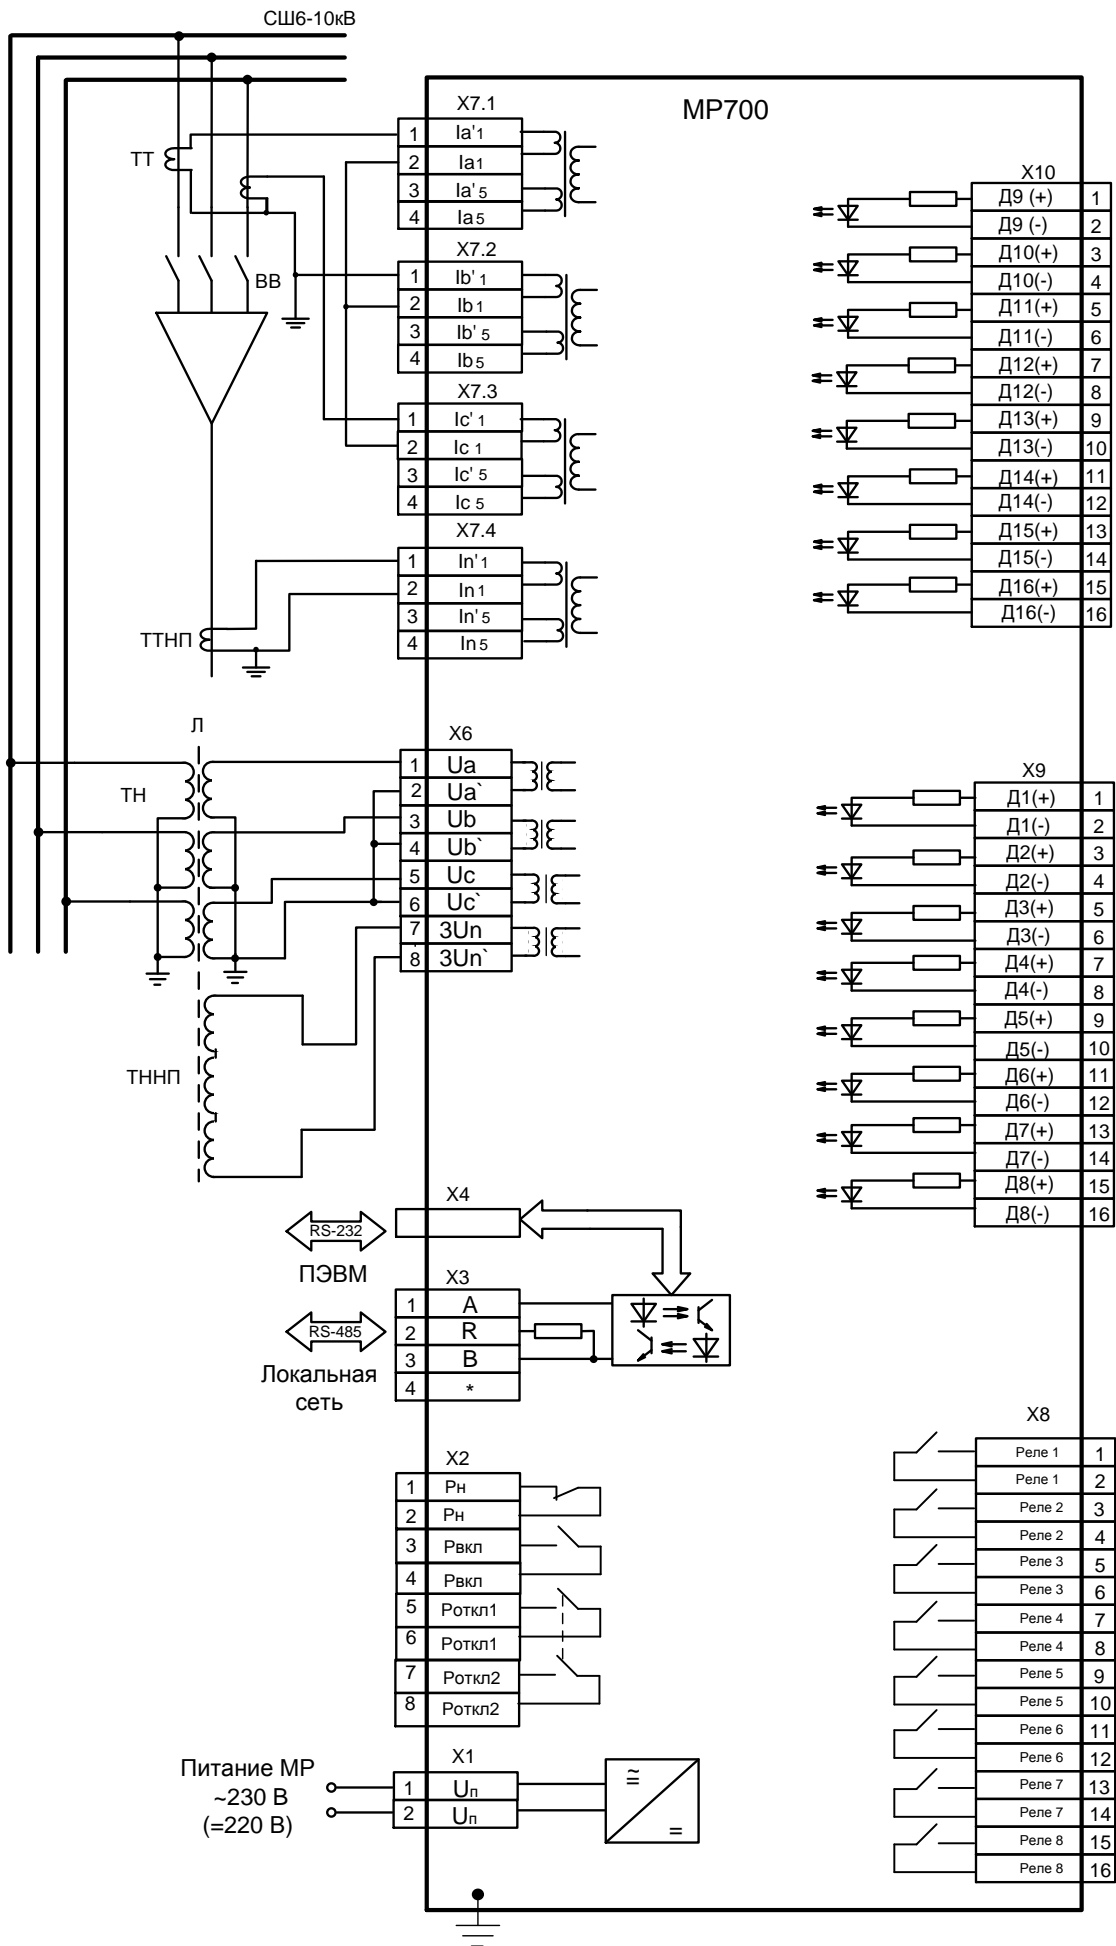 СШ6-10кВ
МР700
ТТ
ВВ
ТТНП
X7.1
1 Ia'1
2 Ia1
3 Ia'5
4 Ia5
X7.2
1 Ib'1
2 Ib1
3 Ib'5
4 Ib5
X7.3
1 Ic'1
2 Ic1
3 Ic'5
4 Ic5
X7.4
1 In'1
2 In1
3 In'5
4 In5
Л
ТН
ТННП
X6
1 Ua
2 Ua`
3 Ub
4 Ub`
5 Uc
6 Uc`
7 3Un
8 3Un`
X4
RS-232
ПЭВМ
X3
1 A
2 R
3 B
4 *
RS-485
Локальная
сеть
X2
1 Рн
2 Рн
3 Рвкл
4 Рвкл
5 Роткл1
6 Роткл1
7 Роткл2
8 Роткл2
X1
1 Uп
2 Uп
Питание МР
~230 В
(=220 В)
≅
=
X10
Д9 (+) 1
Д9 (-) 2
Д10(+) 3
Д10(-) 4
Д11(+) 5
Д11(-) 6
Д12(+) 7
Д12(-) 8
Д13(+) 9
Д13(-) 10
Д14(+) 11
Д14(-) 12
Д15(+) 13
Д15(-) 14
Д16(+) 15
Д16(-) 16
X9
Д1(+) 1
Д1(-) 2
Д2(+) 3
Д2(-) 4
Д3(+) 5
Д3(-) 6
Д4(+) 7
Д4(-) 8
Д5(+) 9
Д5(-) 10
Д6(+) 11
Д6(-) 12
Д7(+) 13
Д7(-) 14
Д8(+) 15
Д8(-) 16
X8
Реле 1 1
Реле 1 2
Реле 2 3
Реле 2 4
Реле 3 5
Реле 3 6
Реле 4 7
Реле 4 8
Реле 5 9
Реле 5 10
Реле 6 11
Реле 6 12
Реле 7 13
Реле 7 14
Реле 8 15
Реле 8 16